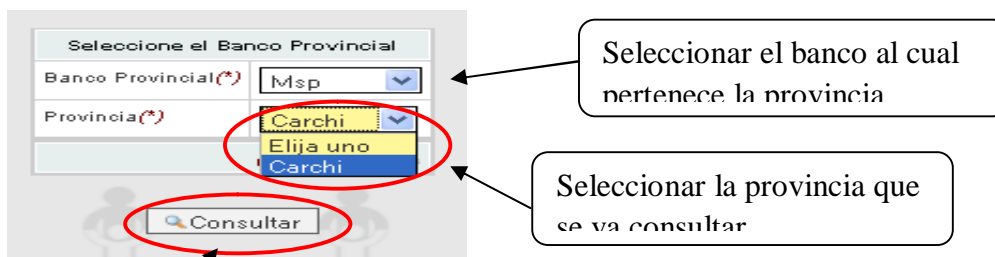 Seleccione el Banco Provincial
Banco Provincial(*) Msp
Provincia(*) Carchi
Elija uno
Carchi
Consultar
Seleccionar el banco al cual
pertenece la provincia
Seleccionar la provincia que
se va consultar